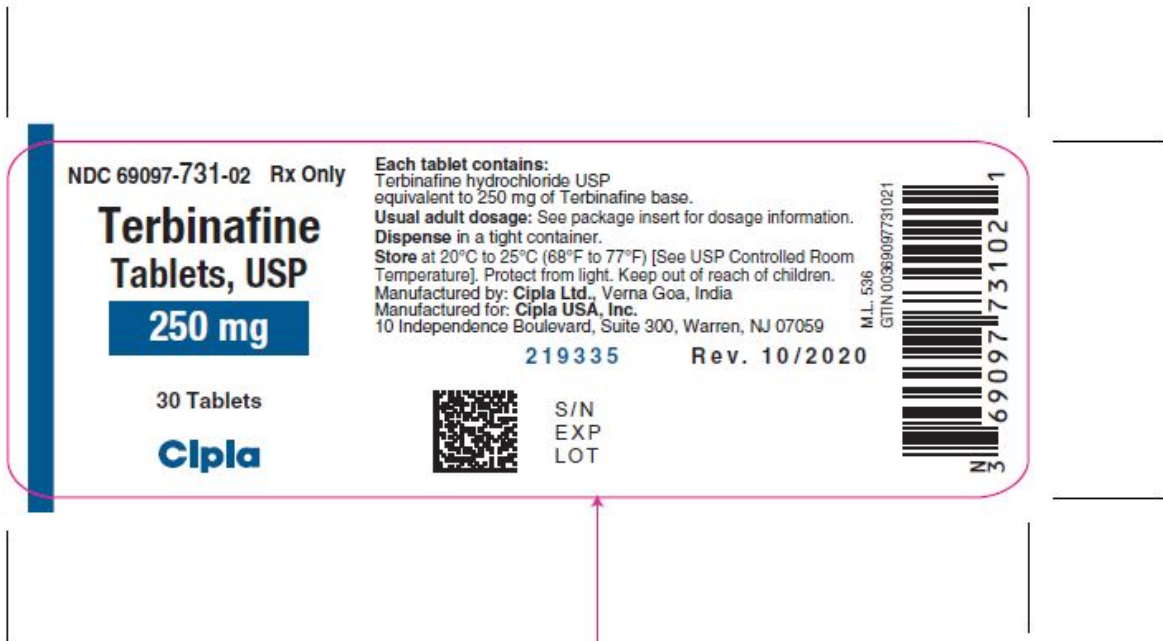 NDC 69097-731-02 Rx Only
Terbinafine
Tablets, USP
250 mg
30 Tablets
Cipla
Each tablet contains:
Terbinafine hydrochloride USP
equivalent to 250 mg of Terbinafine base.
Usual adult dosage: See package insert for dosage information.
Dispense in a tight container.
Store at 20°C to 25°C (68°F to 77°F) [See USP Controlled Room
Temperature]. Protect from light. Keep out of reach of children.
Manufactured by: Cipla Ltd., Verna Goa, India
Manufactured for: Cipla USA, Inc.
10 Independence Boulevard, Suite 300, Warren, NJ 07059
219335 Rev. 10/2020
S/N
EXP
LOT
M.L. 536
GTIN 00369097731021
N
3 69097 73102 1